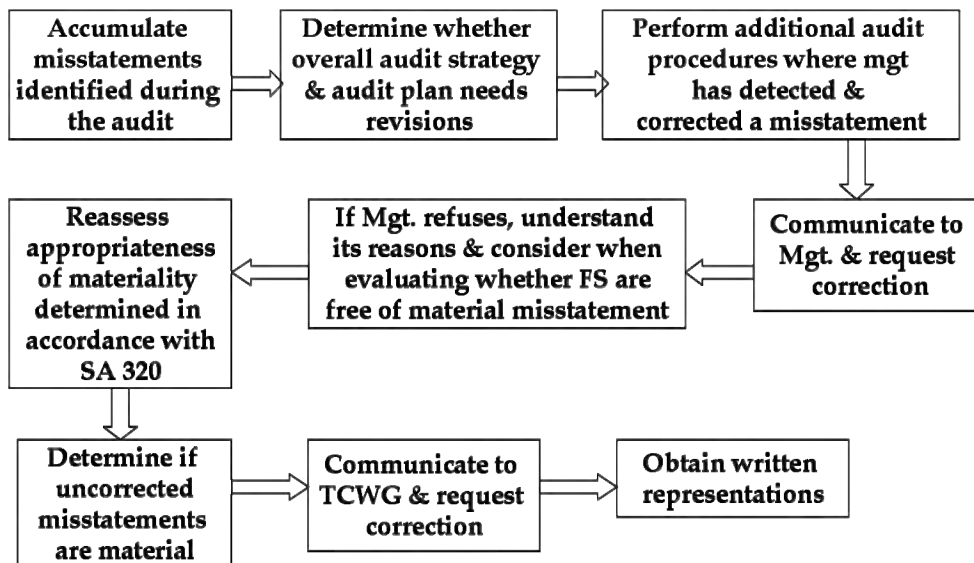 Accumulate
misstatements
identified during
the audit
Determine whether
overall audit strategy
& audit plan needs
revisions
Perform additional audit
procedures where mgt
has detected &
corrected a misstatement
Communicate to
Mgt. & request
correction
If Mgt. refuses, understand
its reasons & consider when
evaluating whether FS are
free of material misstatement
Reassess
appropriateness
of materiality
determined in
accordance with
SA 320
Determine if
uncorrected
misstatements
are material
Communicate to
TCWG & request
correction
Obtain written
representations